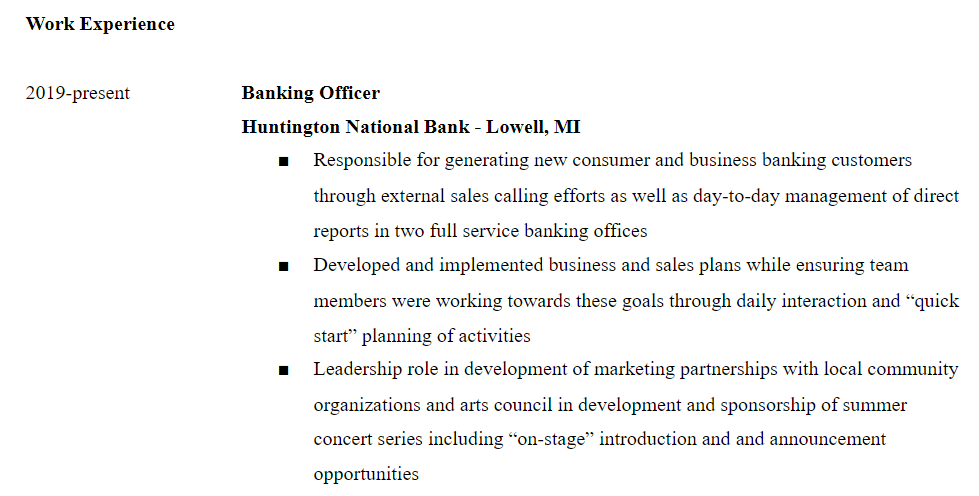 Work Experience
2019-present
Banking Officer
Huntington National Bank - Lowell, MI
■ Responsible for generating new consumer and business banking customers
through external sales calling efforts as well as day-to-day management of direct
reports in two full service banking offices
■ Developed and implemented business and sales plans while ensuring team
members were working towards these goals through daily interaction and “quick
start” planning of activities
■ Leadership role in development of marketing partnerships with local community
organizations and arts council in development and sponsorship of summer
concert series including “on-stage” introduction and and announcement
opportunities